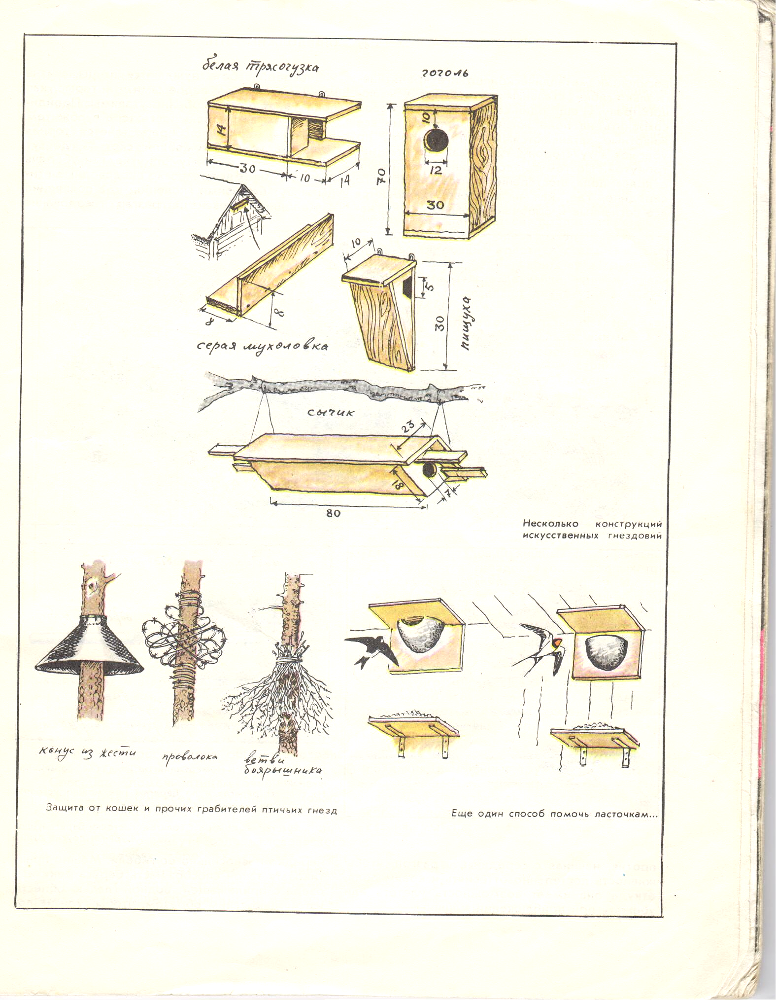 белая трясогузка
гоголь
14
30
10
14
10
12
70
30
10
5
30
пищуха
8
8
серая мухоловка
сычик
23
18
7
80
Несколько конструкций
искусственных гнездовий
конус из жести
проволока
ветви
боярышника
Защита от кошек и прочих грабителей птичьих гнезд
Еще один способ помочь ласточкам...